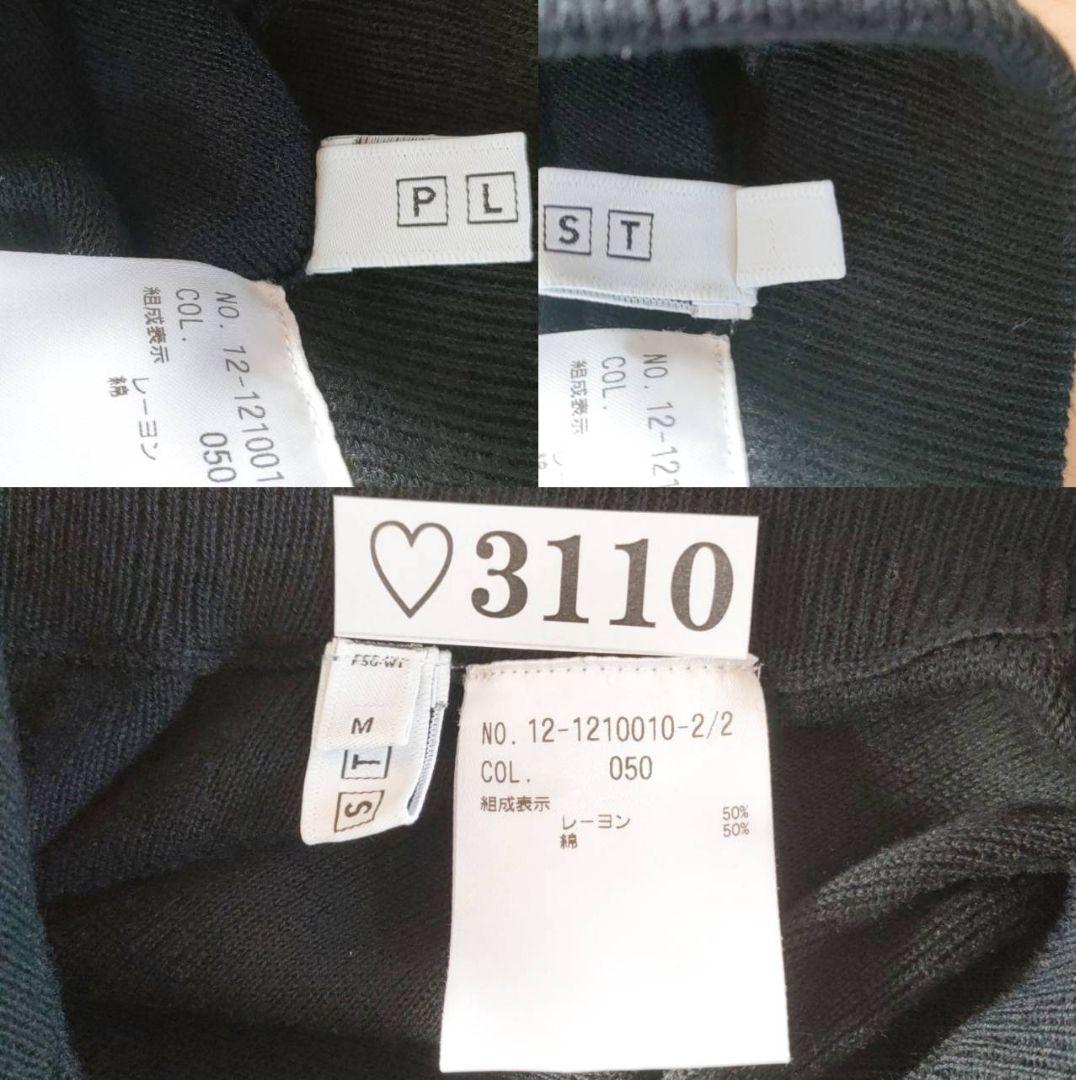 P L
NO. 12-121001
COL. 050
組成表示
レーヨン
綿
S T
NO. 12-121
COL.
組成表示
♡3110
M
T
S
NO. 12-1210010-2/2
COL. 050
組成表示
レーヨン 50%
綿 50%